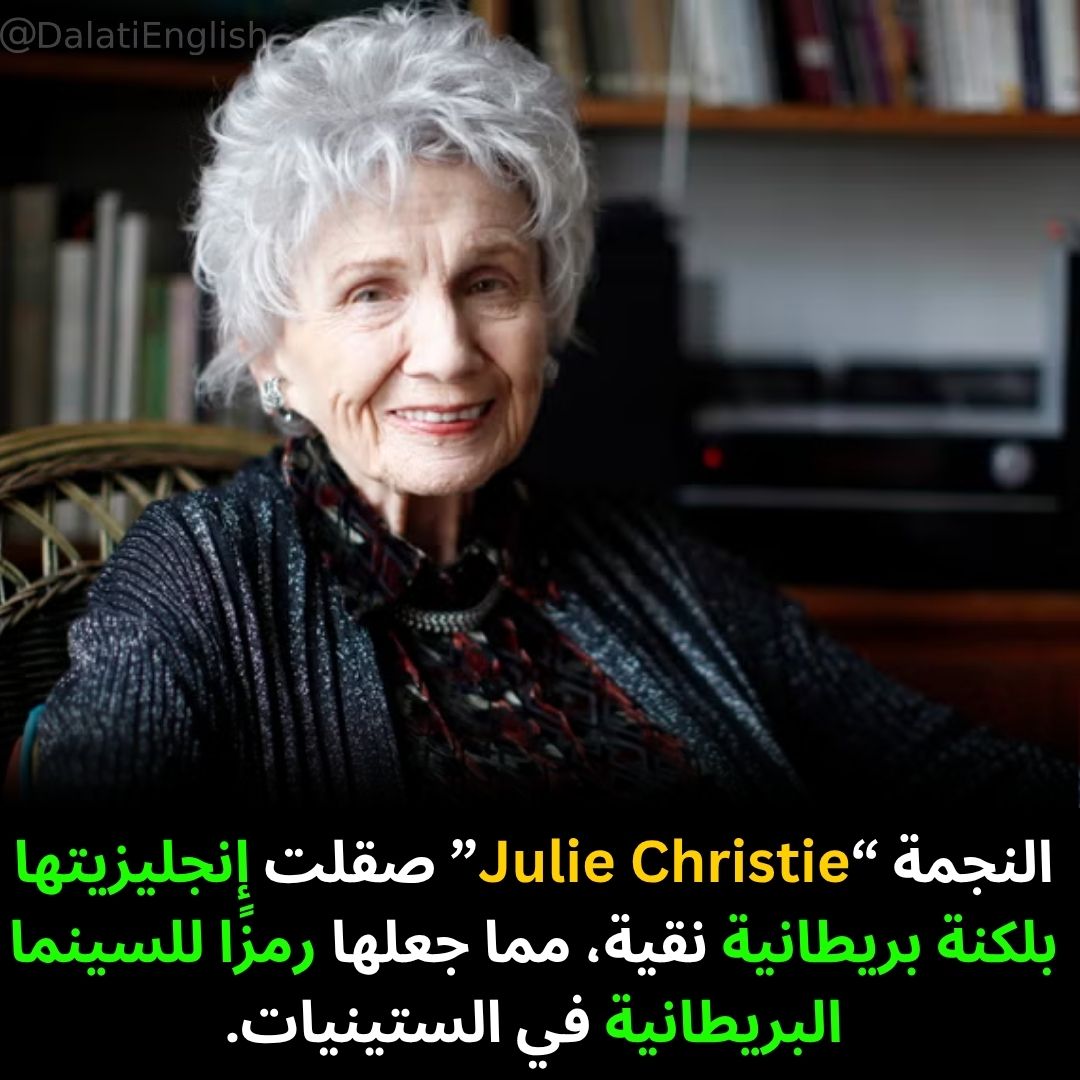 @DalatiEnglish
النجمة “Julie Christie” صقلت إنجليزيتها
بلكنة بريطانية نقية، مما جعلها رمزًا للسينما
البريطانية في الستينيات.